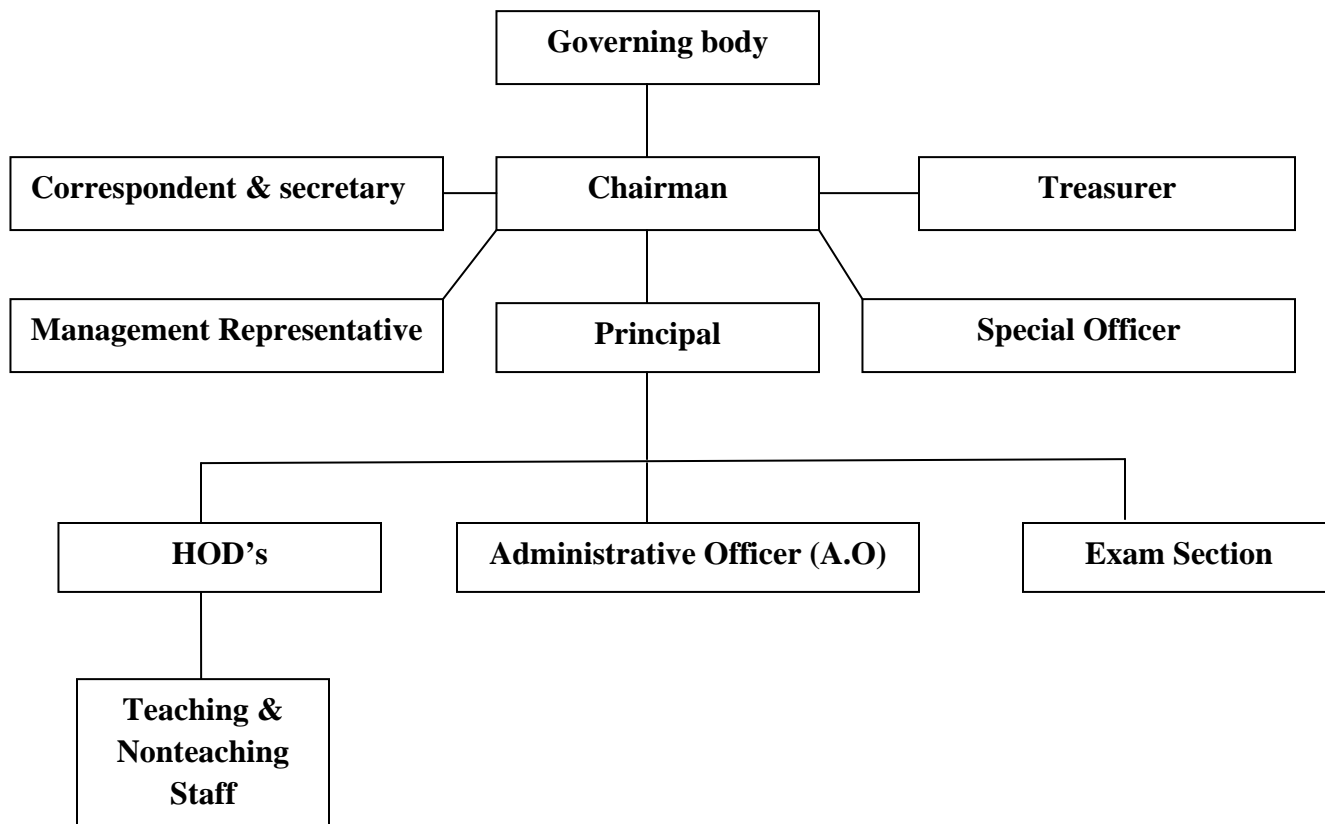 Governing body
Correspondent & secretary
Chairman
Treasurer
Management Representative
Principal
Special Officer
HOD’s
Administrative Officer (A.O)
Exam Section
Teaching &
Nonteaching
Staff